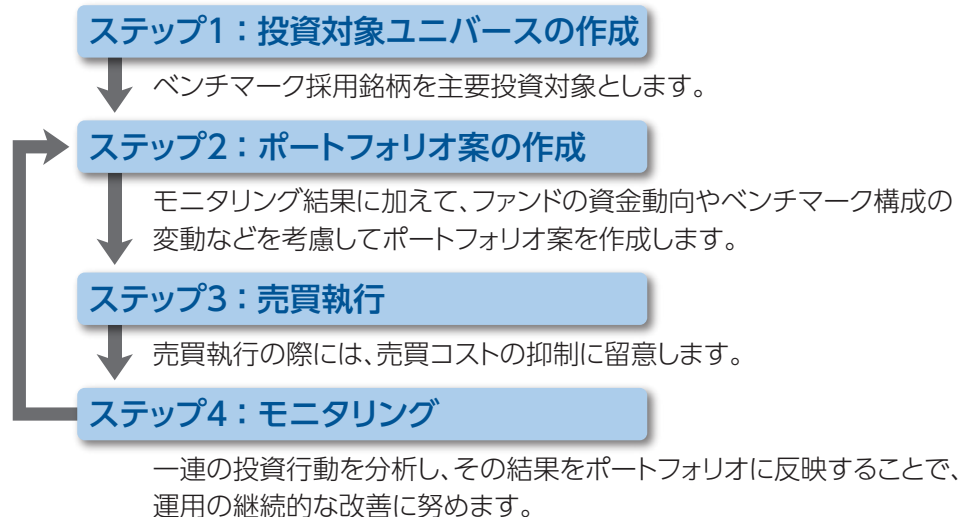 ステップ1：投資対象ユニバースの作成
ベンチマーク採用銘柄を主要投資対象とします。
ステップ2：ポートフォリオ案の作成
モニタリング結果に加えて、ファンドの資金動向やベンチマーク構成の
変動などを考慮してポートフォリオ案を作成します。
ステップ3：売買執行
売買執行の際には、売買コストの抑制に留意します。
ステップ4：モニタリング
一連の投資行動を分析し、その結果をポートフォリオに反映することで、
運用の継続的な改善に努めます。